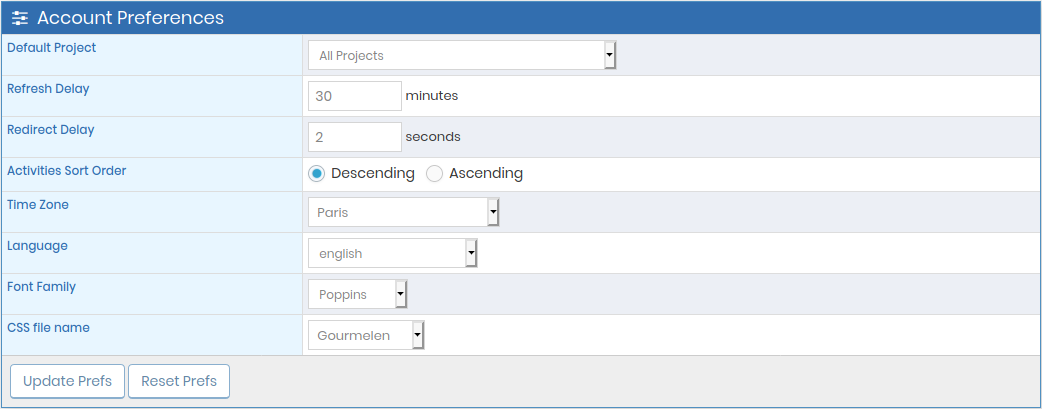 Account Preferences
Default Project All Projects
Refresh Delay 30 minutes
Redirect Delay 2 seconds
Activities Sort Order Descending Ascending
Time Zone Paris
Language english
Font Family Poppins
CSS file name Gourmelen
Update Prefs Reset Prefs